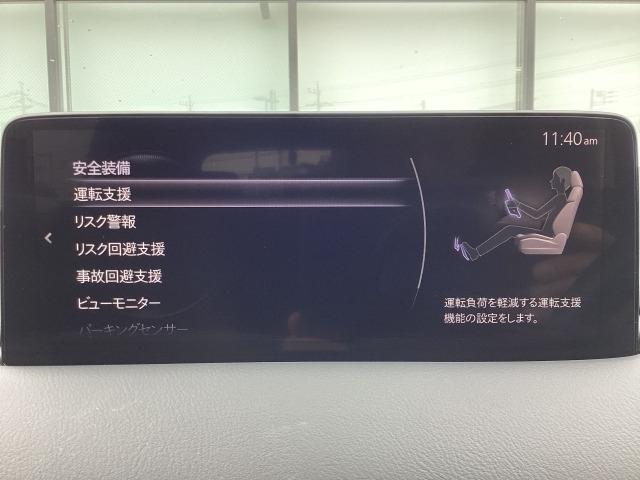 11:40am
安全装備
運転支援
リスク警報
リスク回避支援
事故回避支援
ビューモニター
パーキングセンサー
運転負荷を軽減する運転支援
機能の設定をします。